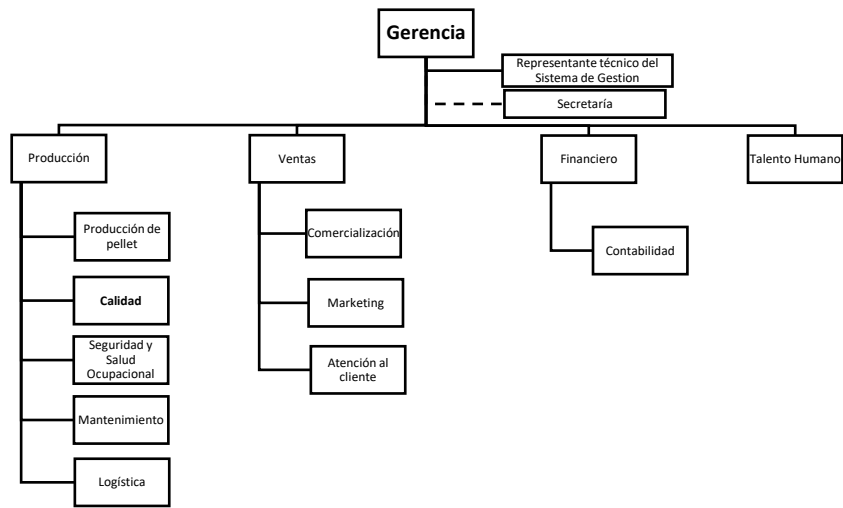 Gerencia
Representante técnico del
Sistema de Gestion
Secretaría
Producción
Ventas
Financiero
Talento Humano
Producción de
pellet
Calidad
Seguridad y
Salud
Ocupacional
Mantenimiento
Logística
Comercialización
Marketing
Atención al
cliente
Contabilidad